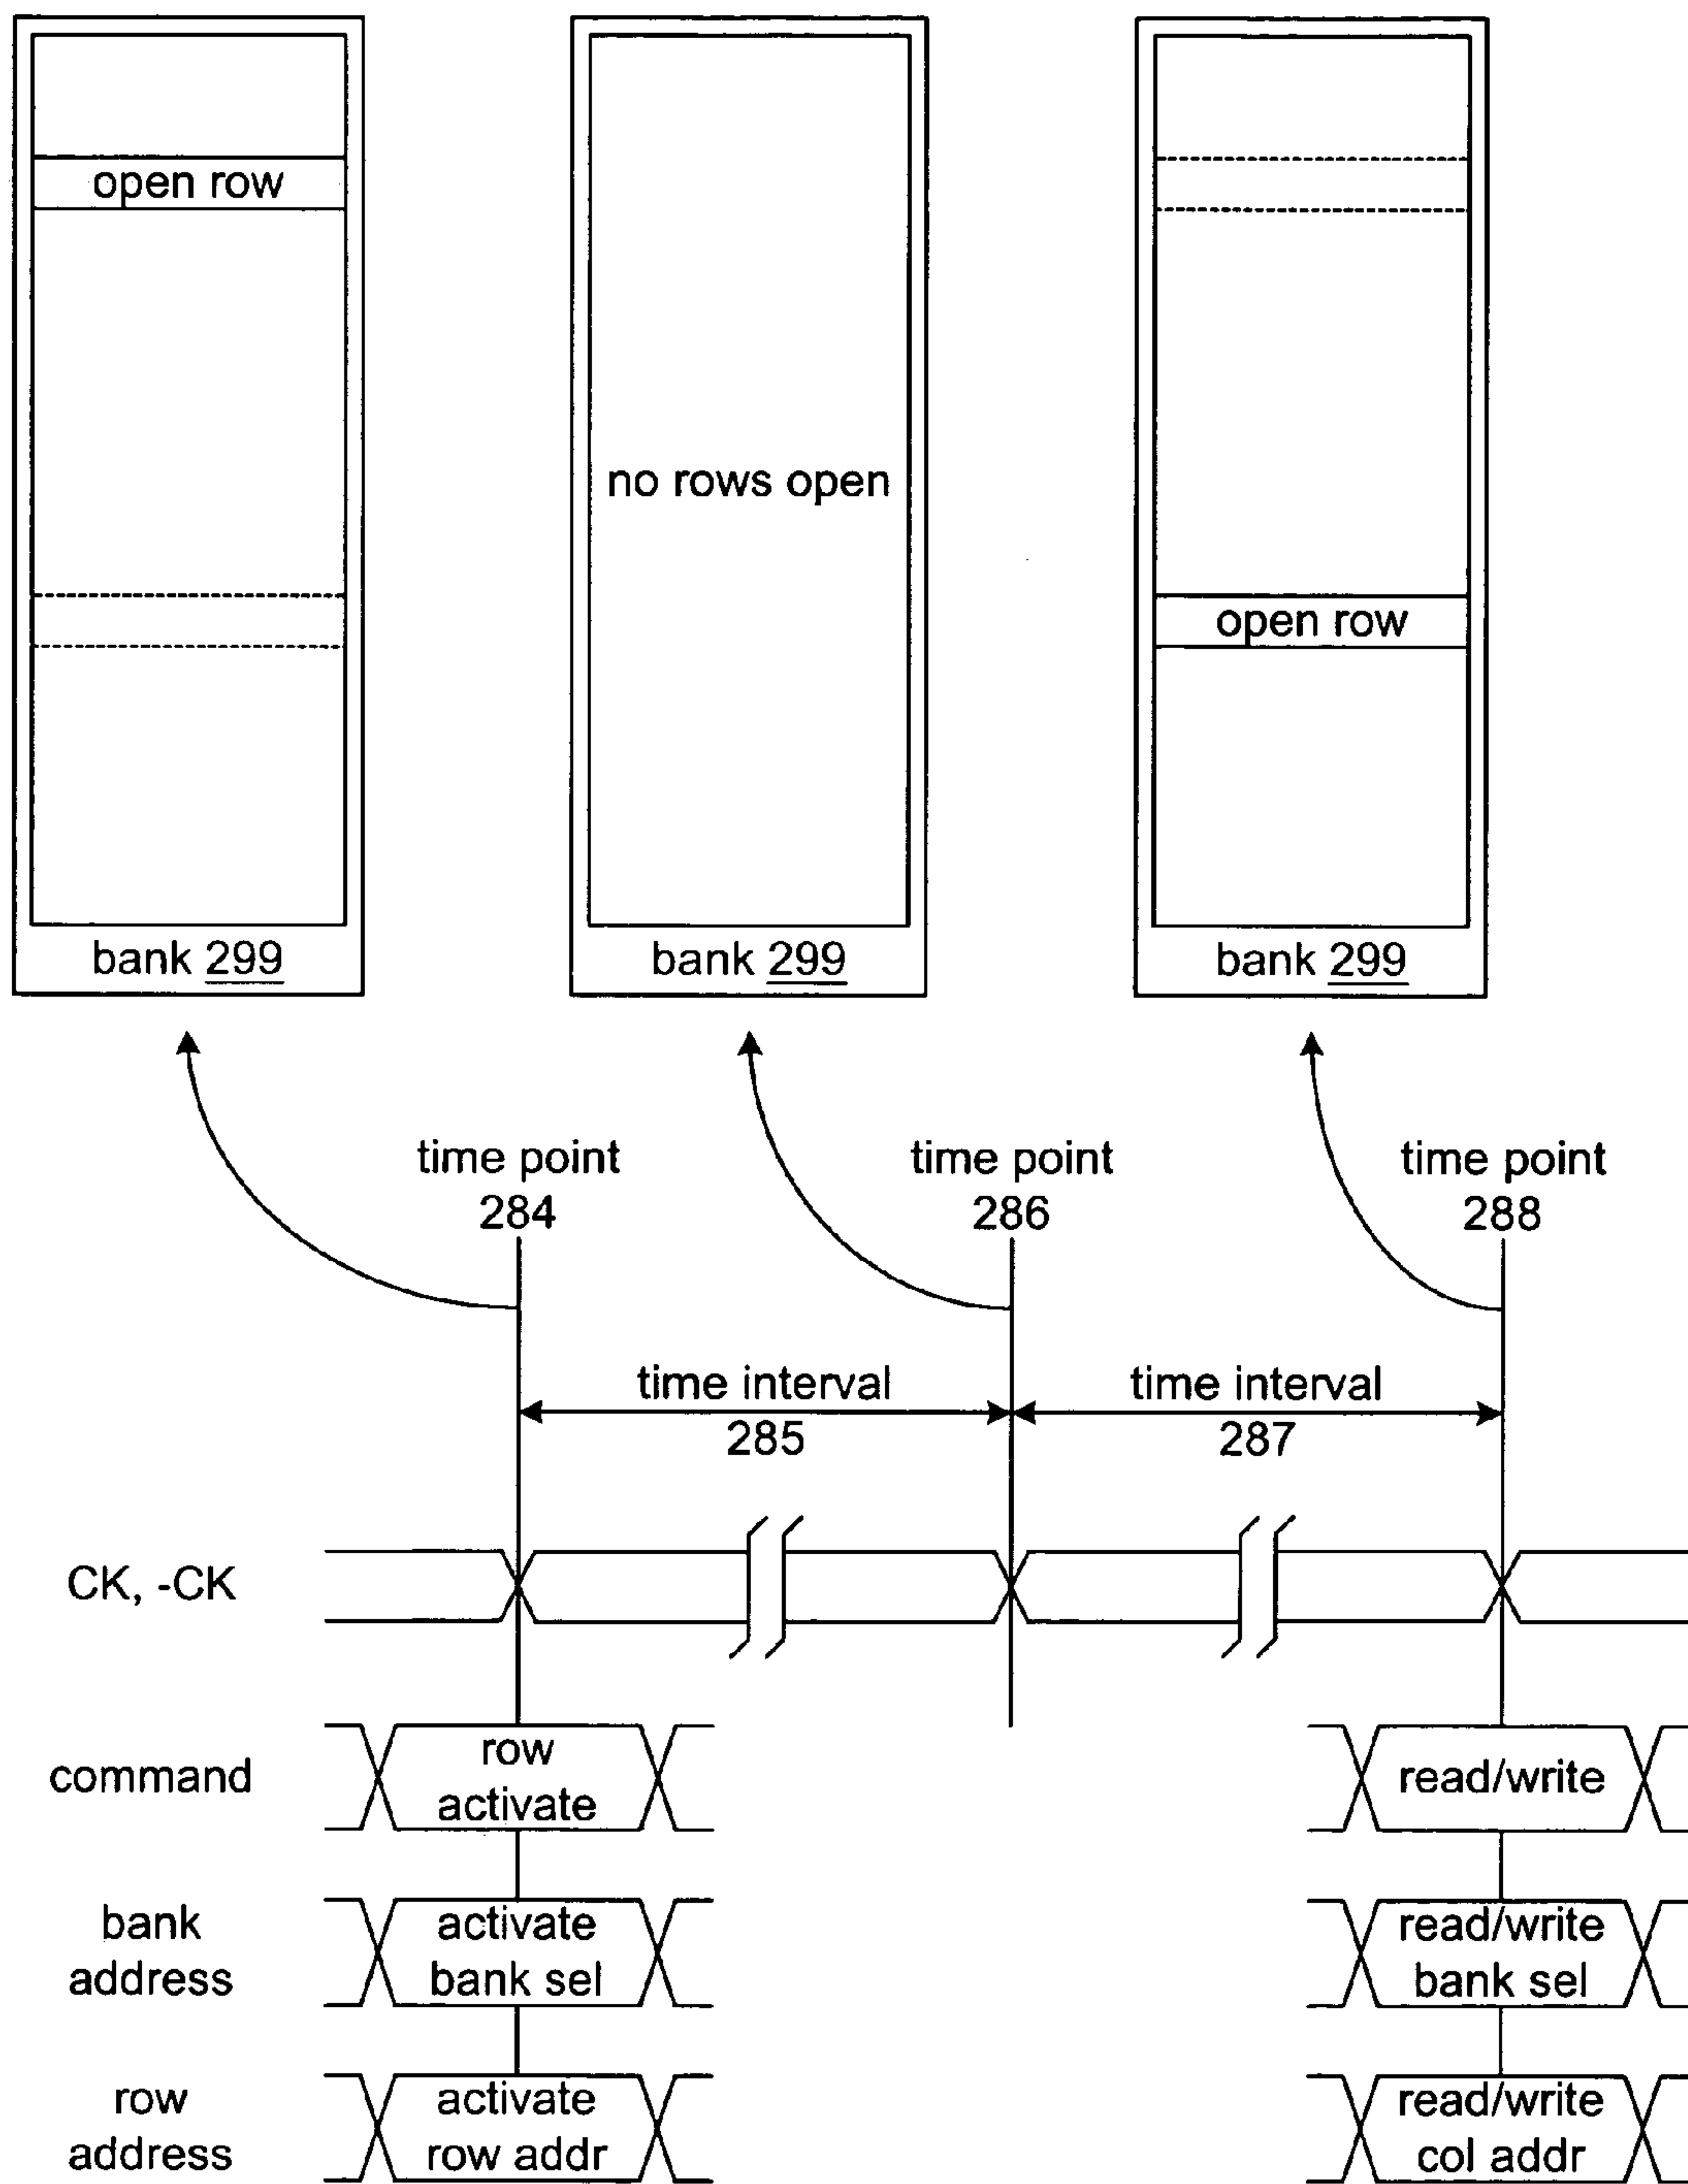 open row
no rows open
open row
bank 299
bank 299
bank 299
time point
284
time point
286
time point
288
time interval
285
time interval
287
CK, -CK
command
row
activate
read/write
bank
address
activate
bank sel
read/write
bank sel
row
address
activate
row addr
read/write
col addr